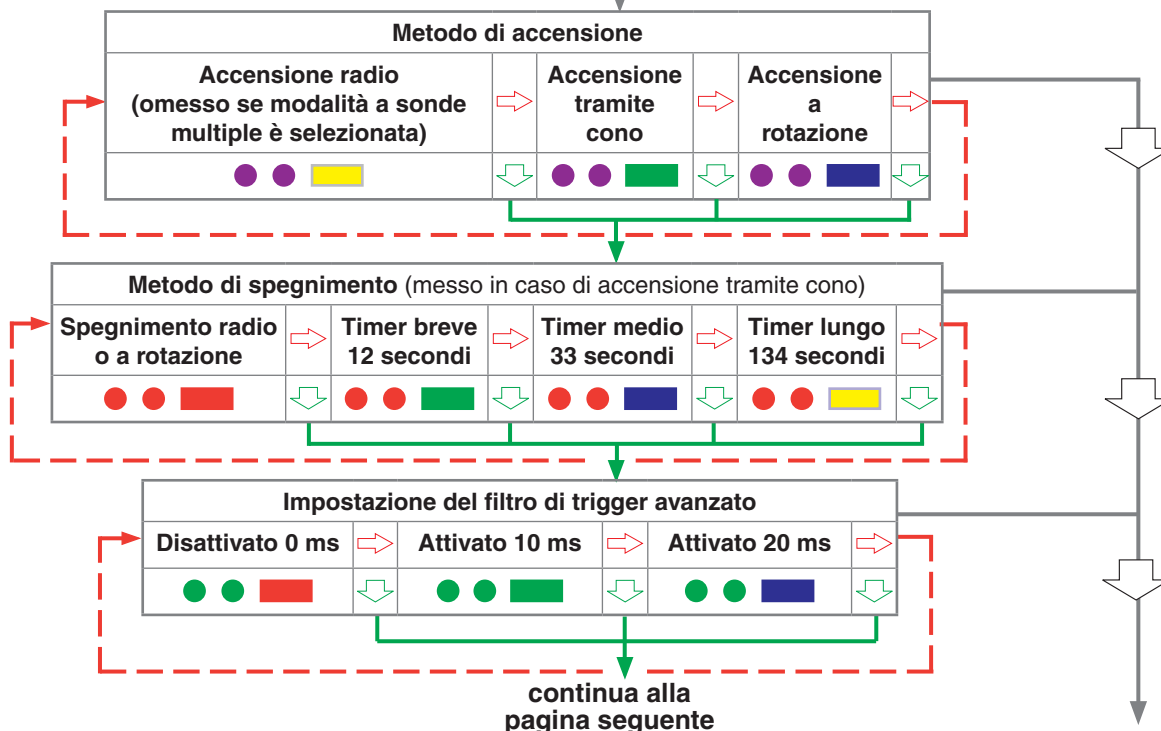 Metodo di accensione
Accensione radio
(omesso se modalità a sonde
multiple è selezionata)
Accensione
tramite
cono
Accensione
a
rotazione
Metodo di spegnimento (messo in caso di accensione tramite cono)
Spegnimento radio
o a rotazione
Timer breve
12 secondi
Timer medio
33 secondi
Timer lungo
134 secondi
Impostazione del filtro di trigger avanzato
Disattivato 0 ms
Attivato 10 ms
Attivato 20 ms
continua alla
pagina seguente